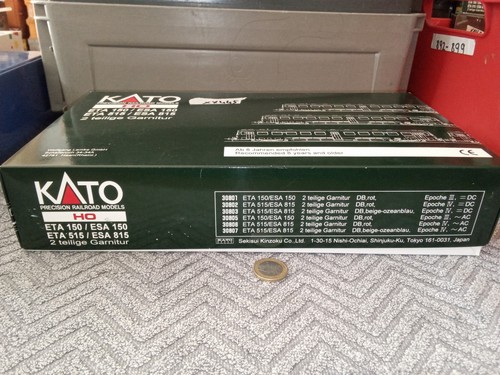 KATO
ETA 150 / ESA 150
ETA 515 / ESA 815
2 teilige Garnitur
Ab 8 Jahren empfohlen
Recommended 8 years and older
CE
192-199
KATO
PRECISION RAILROAD MODELS
HO
ETA 150 / ESA 150
ETA 515 / ESA 815
2 teilige Garnitur
30801 ETA 150/ESA 150 2 teilige Garnitur DB,rot, Epoche III, = DC
30802 ETA 515/ESA 815 2 teilige Garnitur DB,rot, Epoche IV, = DC
30803 ETA 515/ESA 815 2 teilige Garnitur DB,beige-ozeanblau, Epoche IV, = DC
30805 ETA 150/ESA 150 2 teilige Garnitur DB,rot, Epoche III, ~ AC
30806 ETA 515/ESA 815 2 teilige Garnitur DB,rot, Epoche IV, ~ AC
30807 ETA 515/ESA 815 2 teilige Garnitur DB,beige-ozeanblau, Epoche IV, ~ AC
KATO Sekisui Kinzoku Co.,Ltd. 1-30-15 Nishi-Ochiai, Shinjuku-Ku, Tokyo 161-0031, Japan